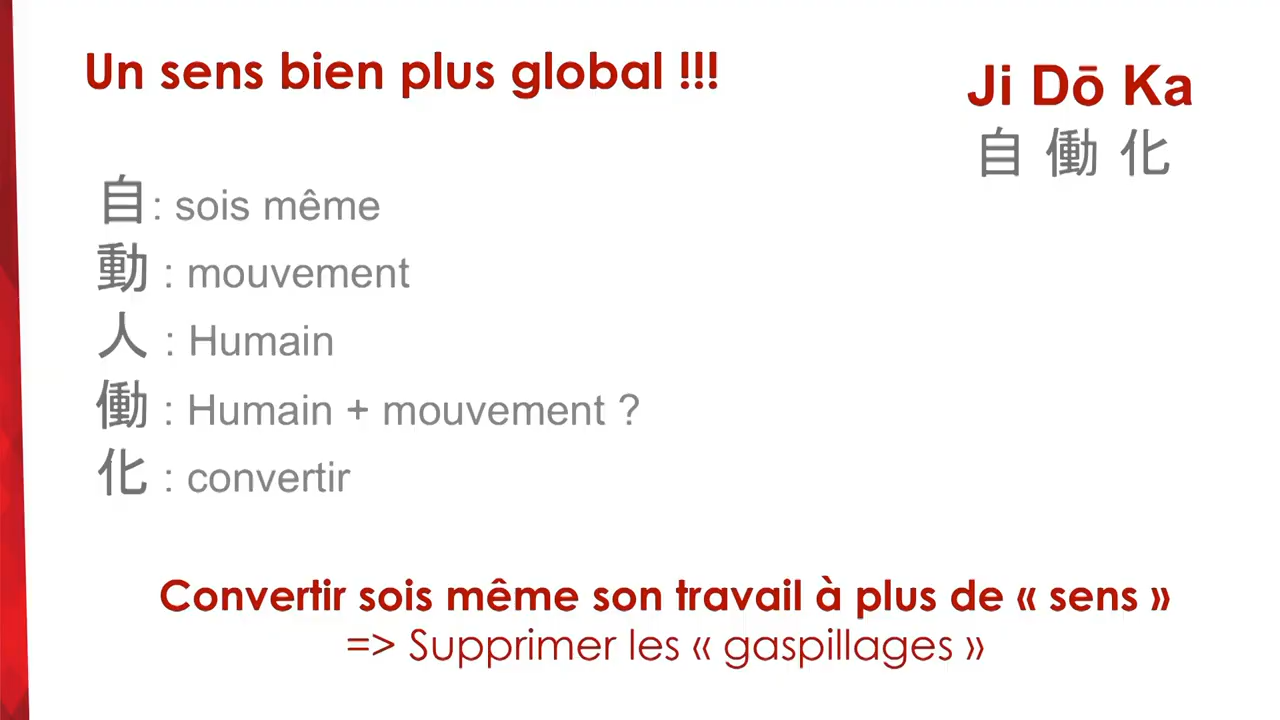 Un sens bien plus global !!!
Ji Dō Ka
自 働 化
自 : sois même
動 : mouvement
人 : Humain
働 : Humain + mouvement ?
化 : convertir
Convertir sois même son travail à plus de « sens »
=> Supprimer les « gaspillages »